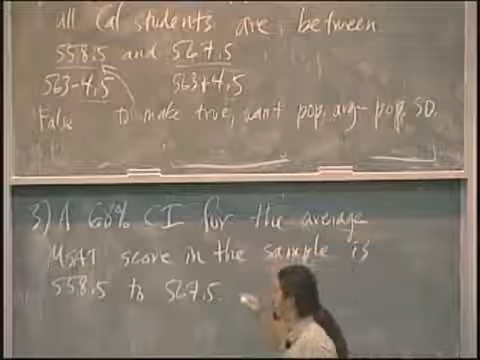 all Cal students are between
558.5 and 567.5
563-4.5 563+4.5
False to make true, want pop. avg - pop. SD.
3) A 68% CI for the average
MSAT score in the sample is
558.5 to 567.5.